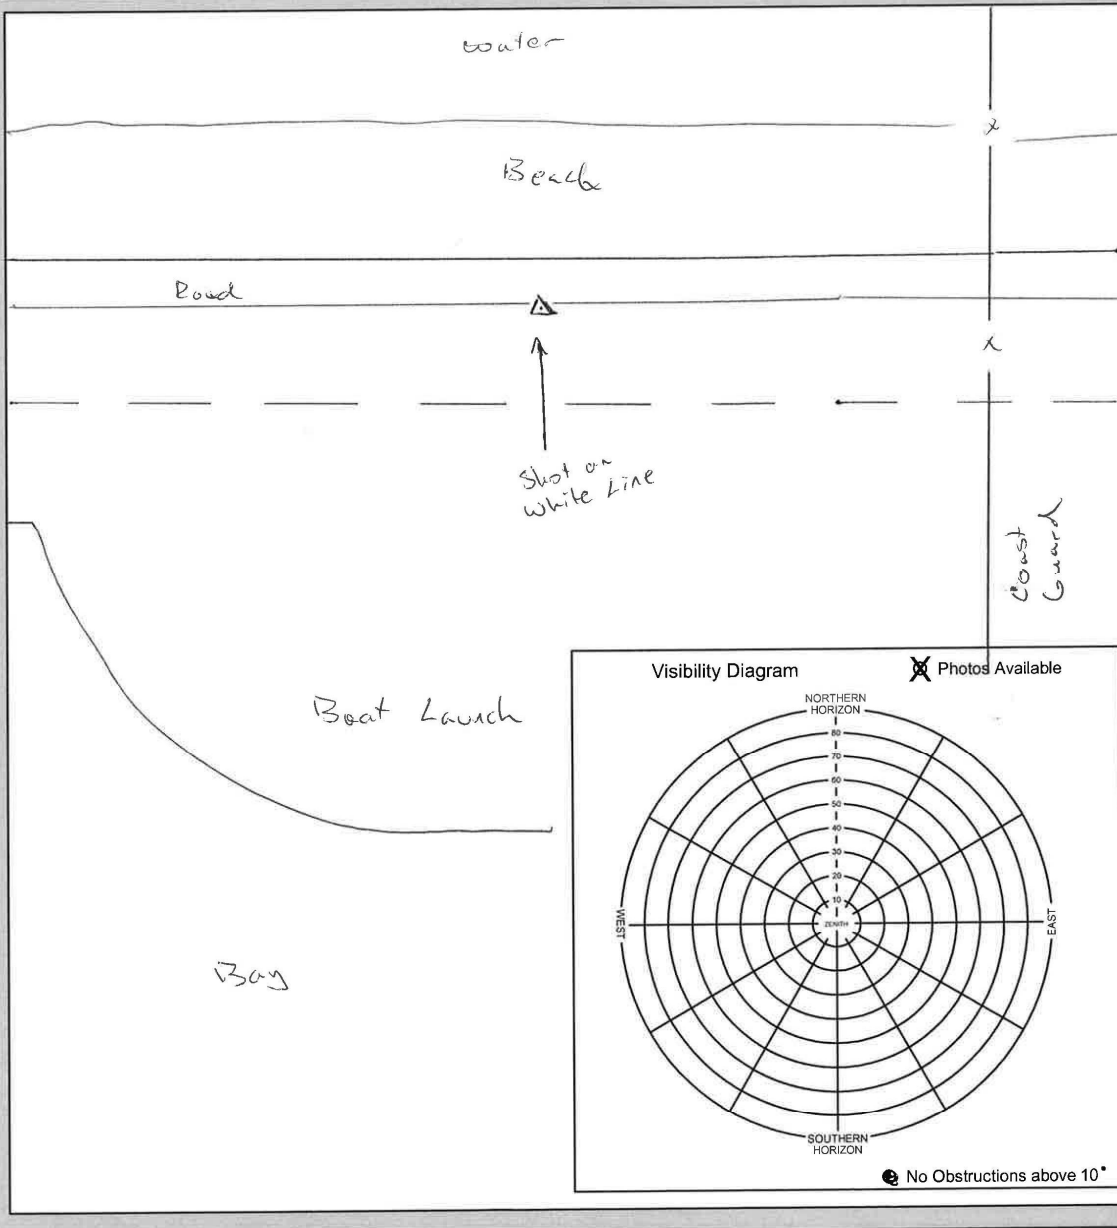 Water
x
Beach
Road
x
Shot on
White Line
Coast
Guard
Boat Launch
Bay
Visibility Diagram
Photos Available
NORTHERN
HORIZON
80
70
60
50
40
30
20
10
ZENITH
WEST
EAST
SOUTHERN
HORIZON
No Obstructions above 10°